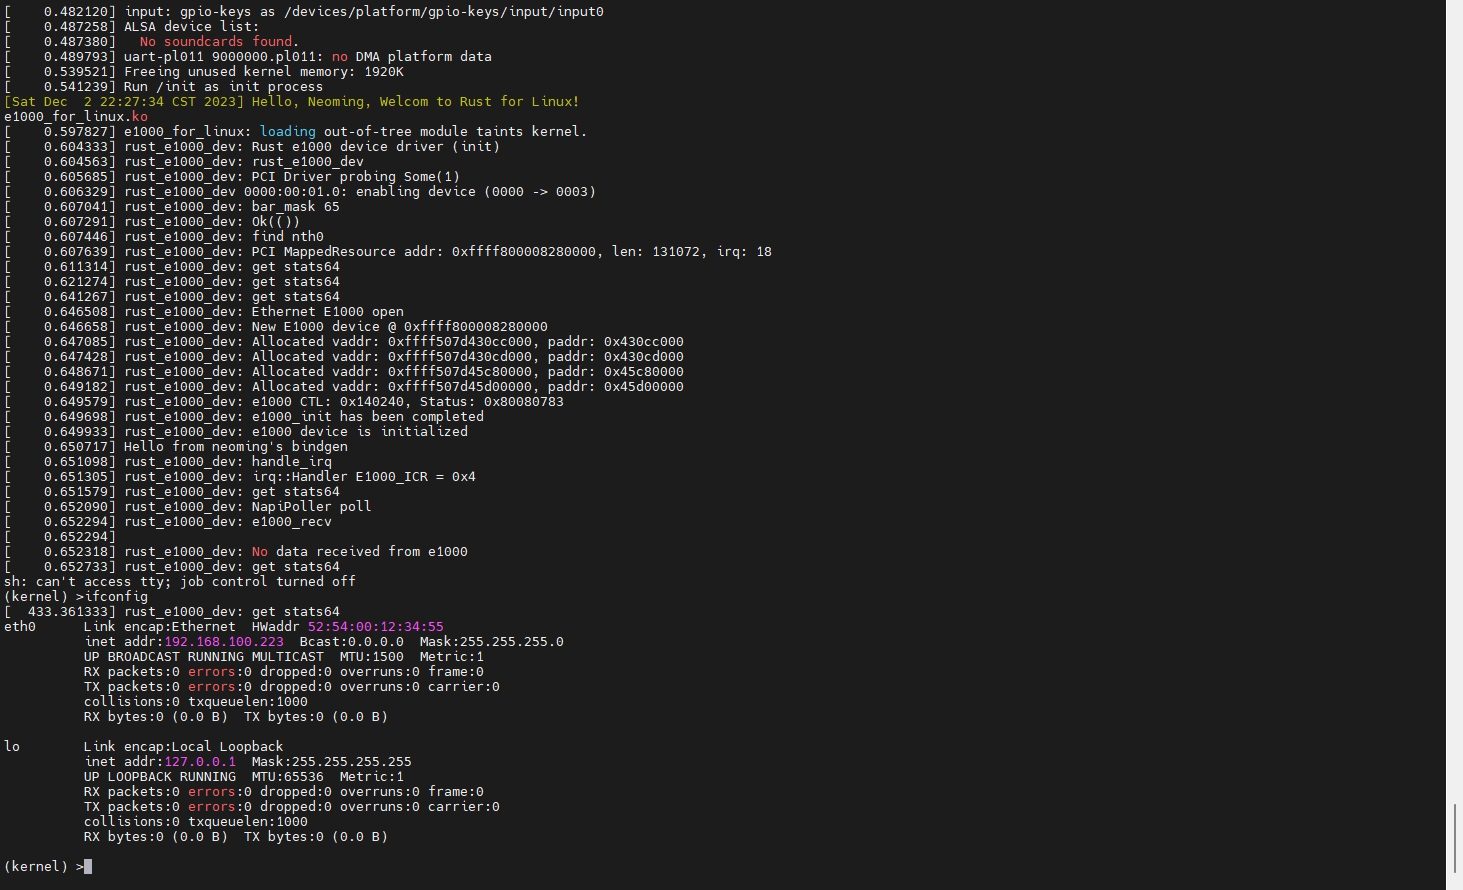 [    0.482120] input: gpio-keys as /devices/platform/gpio-keys/input/input0
[    0.487258] ALSA device list:
[    0.487380]   No soundcards found.
[    0.489793] uart-pl011 9000000.pl011: no DMA platform data
[    0.539521] Freeing unused kernel memory: 1920K
[    0.541239] Run /init as init process
[Sat Dec  2 22:27:34 CST 2023] Hello, Neoming, Welcom to Rust for Linux!
e1000_for_linux.ko
[    0.597827] e1000_for_linux: loading out-of-tree module taints kernel.
[    0.604333] rust_e1000_dev: Rust e1000 device driver (init)
[    0.604563] rust_e1000_dev: rust_e1000_dev
[    0.605685] rust_e1000_dev: PCI Driver probing Some(1)
[    0.606329] rust_e1000_dev 0000:00:01.0: enabling device (0000 -> 0003)
[    0.607041] rust_e1000_dev: bar_mask 65
[    0.607291] rust_e1000_dev: Ok(())
[    0.607446] rust_e1000_dev: find nth0
[    0.607639] rust_e1000_dev: PCI MappedResource addr: 0xffff800008280000, len: 131072, irq: 18
[    0.611314] rust_e1000_dev: get stats64
[    0.621274] rust_e1000_dev: get stats64
[    0.641267] rust_e1000_dev: get stats64
[    0.646508] rust_e1000_dev: Ethernet E1000 open
[    0.646658] rust_e1000_dev: New E1000 device @ 0xffff800008280000
[    0.647085] rust_e1000_dev: Allocated vaddr: 0xffff507d430cc000, paddr: 0x430cc000
[    0.647428] rust_e1000_dev: Allocated vaddr: 0xffff507d430cd000, paddr: 0x430cd000
[    0.648671] rust_e1000_dev: Allocated vaddr: 0xffff507d45c80000, paddr: 0x45c80000
[    0.649182] rust_e1000_dev: Allocated vaddr: 0xffff507d45d00000, paddr: 0x45d00000
[    0.649579] rust_e1000_dev: e1000 CTL: 0x140240, Status: 0x80080783
[    0.649698] rust_e1000_dev: e1000_init has been completed
[    0.649933] rust_e1000_dev: e1000 device is initialized
[    0.650717] Hello from neoming's bindgen
[    0.651098] rust_e1000_dev: handle_irq
[    0.651305] rust_e1000_dev: irq::Handler E1000_ICR = 0x4
[    0.651579] rust_e1000_dev: get stats64
[    0.652090] rust_e1000_dev: NapiPoller poll
[    0.652294] rust_e1000_dev: e1000_recv
[    0.652294]
[    0.652318] rust_e1000_dev: No data received from e1000
[    0.652733] rust_e1000_dev: get stats64
sh: can't access tty; job control turned off
(kernel) >ifconfig
[  433.361333] rust_e1000_dev: get stats64
eth0      Link encap:Ethernet  HWaddr 52:54:00:12:34:55
          inet addr:192.168.100.223  Bcast:0.0.0.0  Mask:255.255.255.0
          UP BROADCAST RUNNING MULTICAST  MTU:1500  Metric:1
          RX packets:0 errors:0 dropped:0 overruns:0 frame:0
          TX packets:0 errors:0 dropped:0 overruns:0 carrier:0
          collisions:0 txqueuelen:1000
          RX bytes:0 (0.0 B)  TX bytes:0 (0.0 B)

lo        Link encap:Local Loopback
          inet addr:127.0.0.1  Mask:255.255.255.255
          UP LOOPBACK RUNNING  MTU:65536  Metric:1
          RX packets:0 errors:0 dropped:0 overruns:0 frame:0
          TX packets:0 errors:0 dropped:0 overruns:0 carrier:0
          collisions:0 txqueuelen:1000
          RX bytes:0 (0.0 B)  TX bytes:0 (0.0 B)

(kernel) >